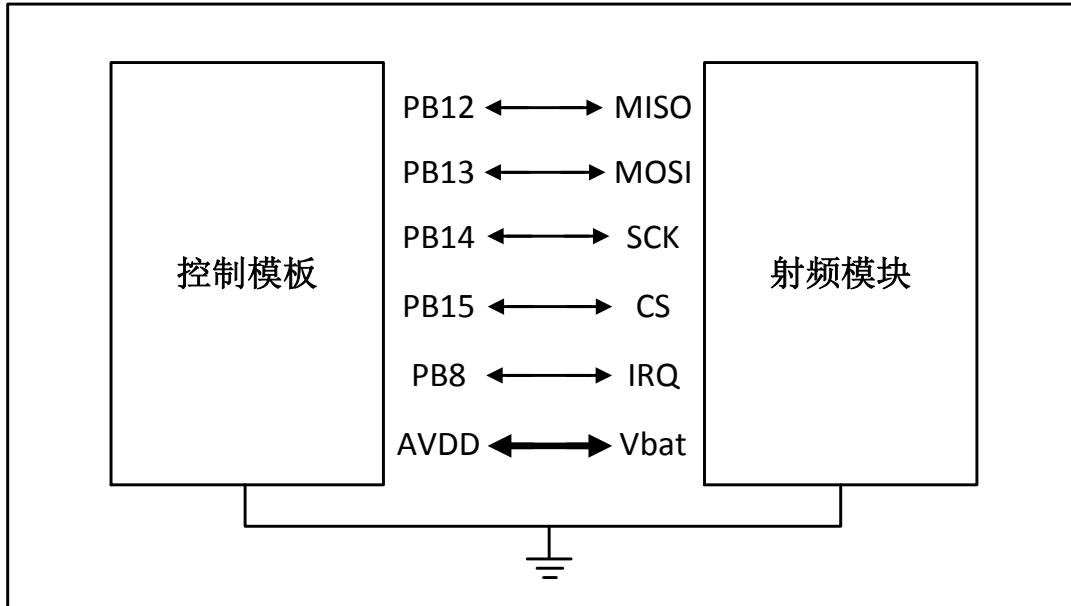 PB12
MISO
PB13
MOSI
PB14
SCK
控制模板
射频模块
PB15
CS
PB8
IRQ
AVDD
Vbat